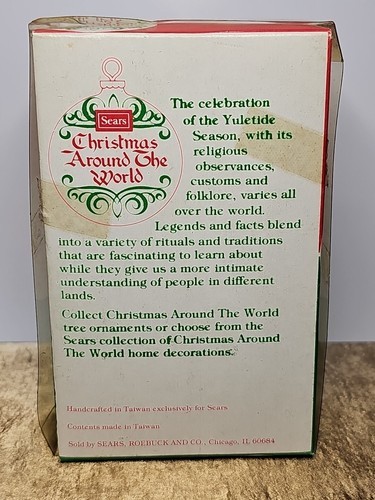 Sears
Christmas
Around The
World
The celebration
of the Yuletide
Season, with its
religious
observances,
customs and
folklore, varies all
over the world.
Legends and facts blend
into a variety of rituals and traditions
that are fascinating to learn about
while they give us a more intimate
understanding of people in different
lands.
Collect Christmas Around The World
tree ornaments or choose from the
Sears collection of Christmas Around
The World home decorations.
Handcrafted in Taiwan exclusively for Sears
Contents made in Taiwan
Sold by SEARS, ROEBUCK AND CO., Chicago, IL 60684